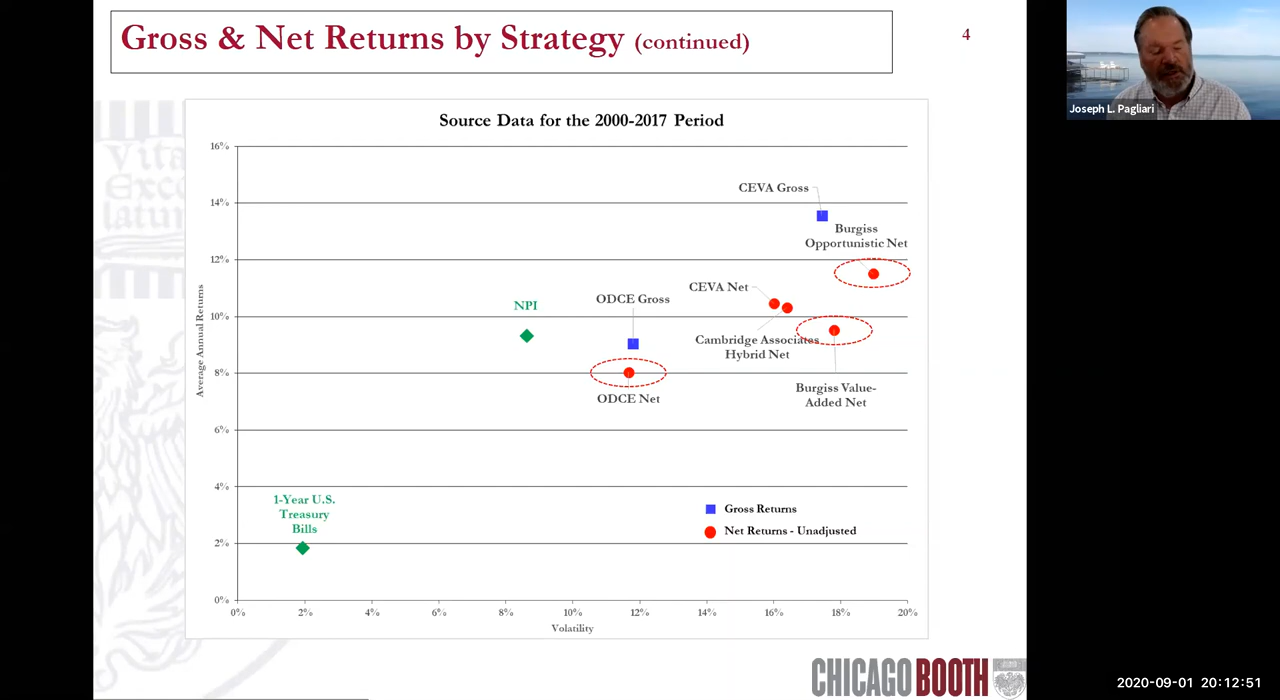 Gross & Net Returns by Strategy (continued)
4
Joseph L. Pagliari
Vita
Excel
latur
Source Data for the 2000-2017 Period
16%
14%
12%
10%
8%
6%
4%
2%
0%
Average Annual Returns
CEVA Gross
Burgiss
Opportunistic Net
CEVA Net
ODCE Gross
NPI
Cambridge Associates
Hybrid Net
ODCE Net
Burgiss Value-
Added Net
1-Year U.S.
Treasury
Bills
Gross Returns
Net Returns - Unadjusted
0%
2%
4%
6%
8%
10%
12%
14%
16%
18%
20%
Volatility
CHICAGO BOOTH
2020-09-01 20:12:51